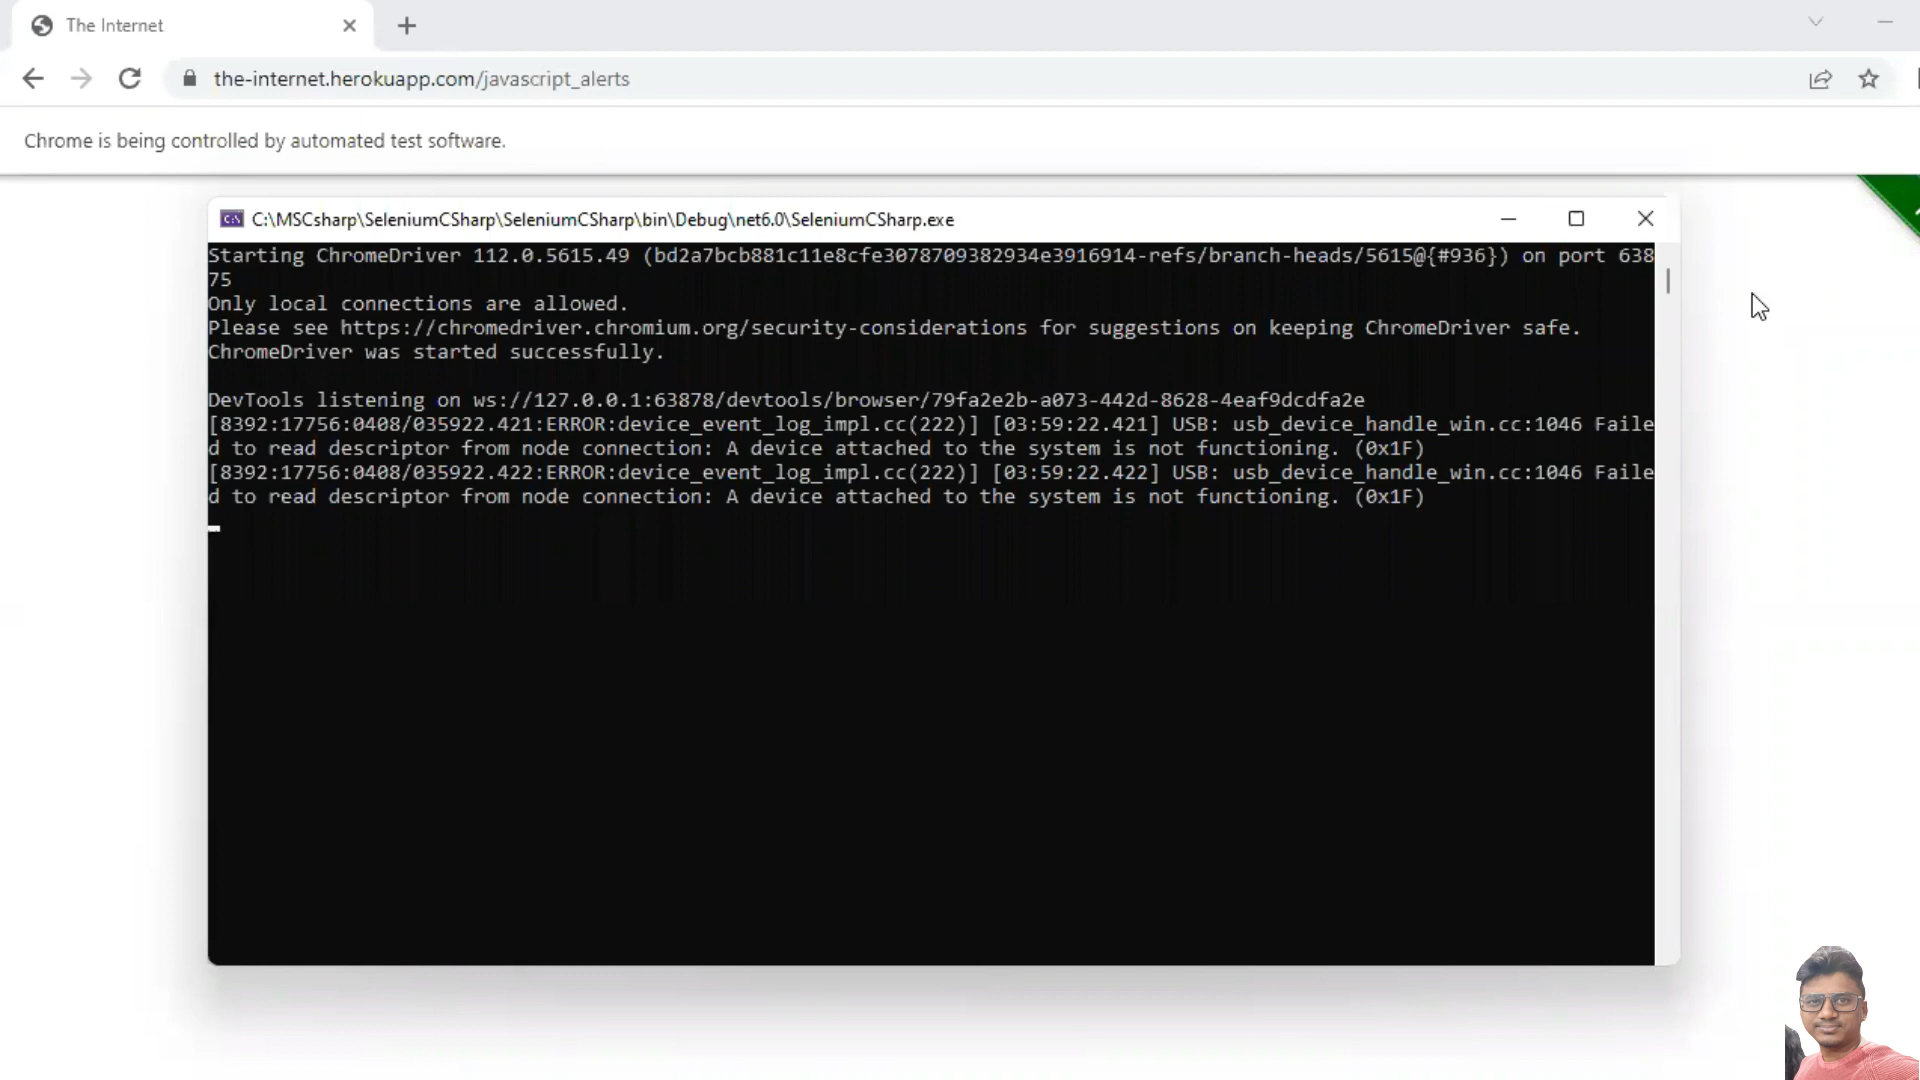 The Internet
the-internet.herokuapp.com/javascript_alerts
Chrome is being controlled by automated test software.
C:\MSCsharp\SeleniumCSharp\SeleniumCSharp\bin\Debug\net6.0\SeleniumCSharp.exe
Starting ChromeDriver 112.0.5615.49 (bd2a7bcb881c11e8cfe3078709382934e3916914-refs/branch-heads/5615@{#936}) on port 638
75
Only local connections are allowed.
Please see https://chromedriver.chromium.org/security-considerations for suggestions on keeping ChromeDriver safe.
ChromeDriver was started successfully.
DevTools listening on ws://127.0.0.1:63878/devtools/browser/79fa2e2b-a073-442d-8628-4eaf9dcdfa2e
[8392:17756:0408/035922.421:ERROR:device_event_log_impl.cc(222)] [03:59:22.421] USB: usb_device_handle_win.cc:1046 Faile
d to read descriptor from node connection: A device attached to the system is not functioning. (0x1F)
[8392:17756:0408/035922.422:ERROR:device_event_log_impl.cc(222)] [03:59:22.422] USB: usb_device_handle_win.cc:1046 Faile
d to read descriptor from node connection: A device attached to the system is not functioning. (0x1F)